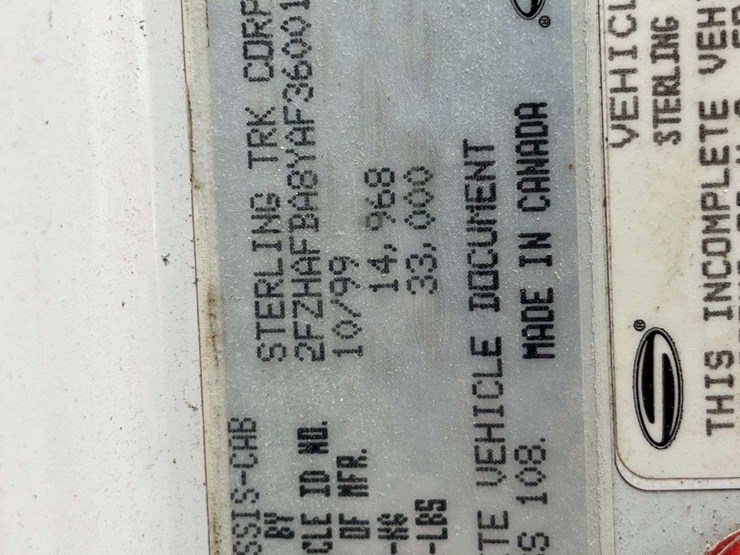 SSIS-CAB
BY STERLING TRK CORP
CLE ID NO. 2FZHAFBA8YAF36001
OF MFR. 10/99
-KG 14,968
-LBS 33,000
TE VEHICLE DOCUMENT
S 108. MADE IN CANADA
VEHICL
STERLING
THIS INCOMPLETE VEH